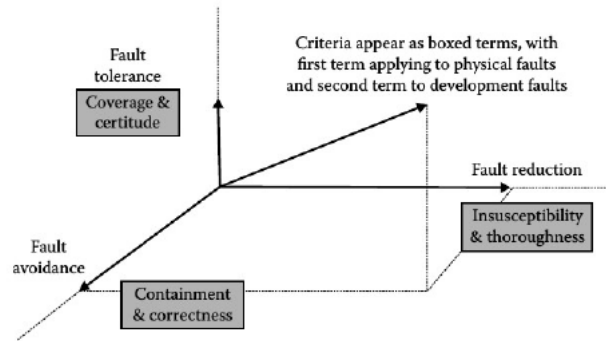 Fault
tolerance
Coverage &
certitude
Criteria appear as boxed terms, with
first term applying to physical faults
and second term to development faults
Fault reduction
Insusceptibility
& thoroughness
Fault
avoidance
Containment
& correctness